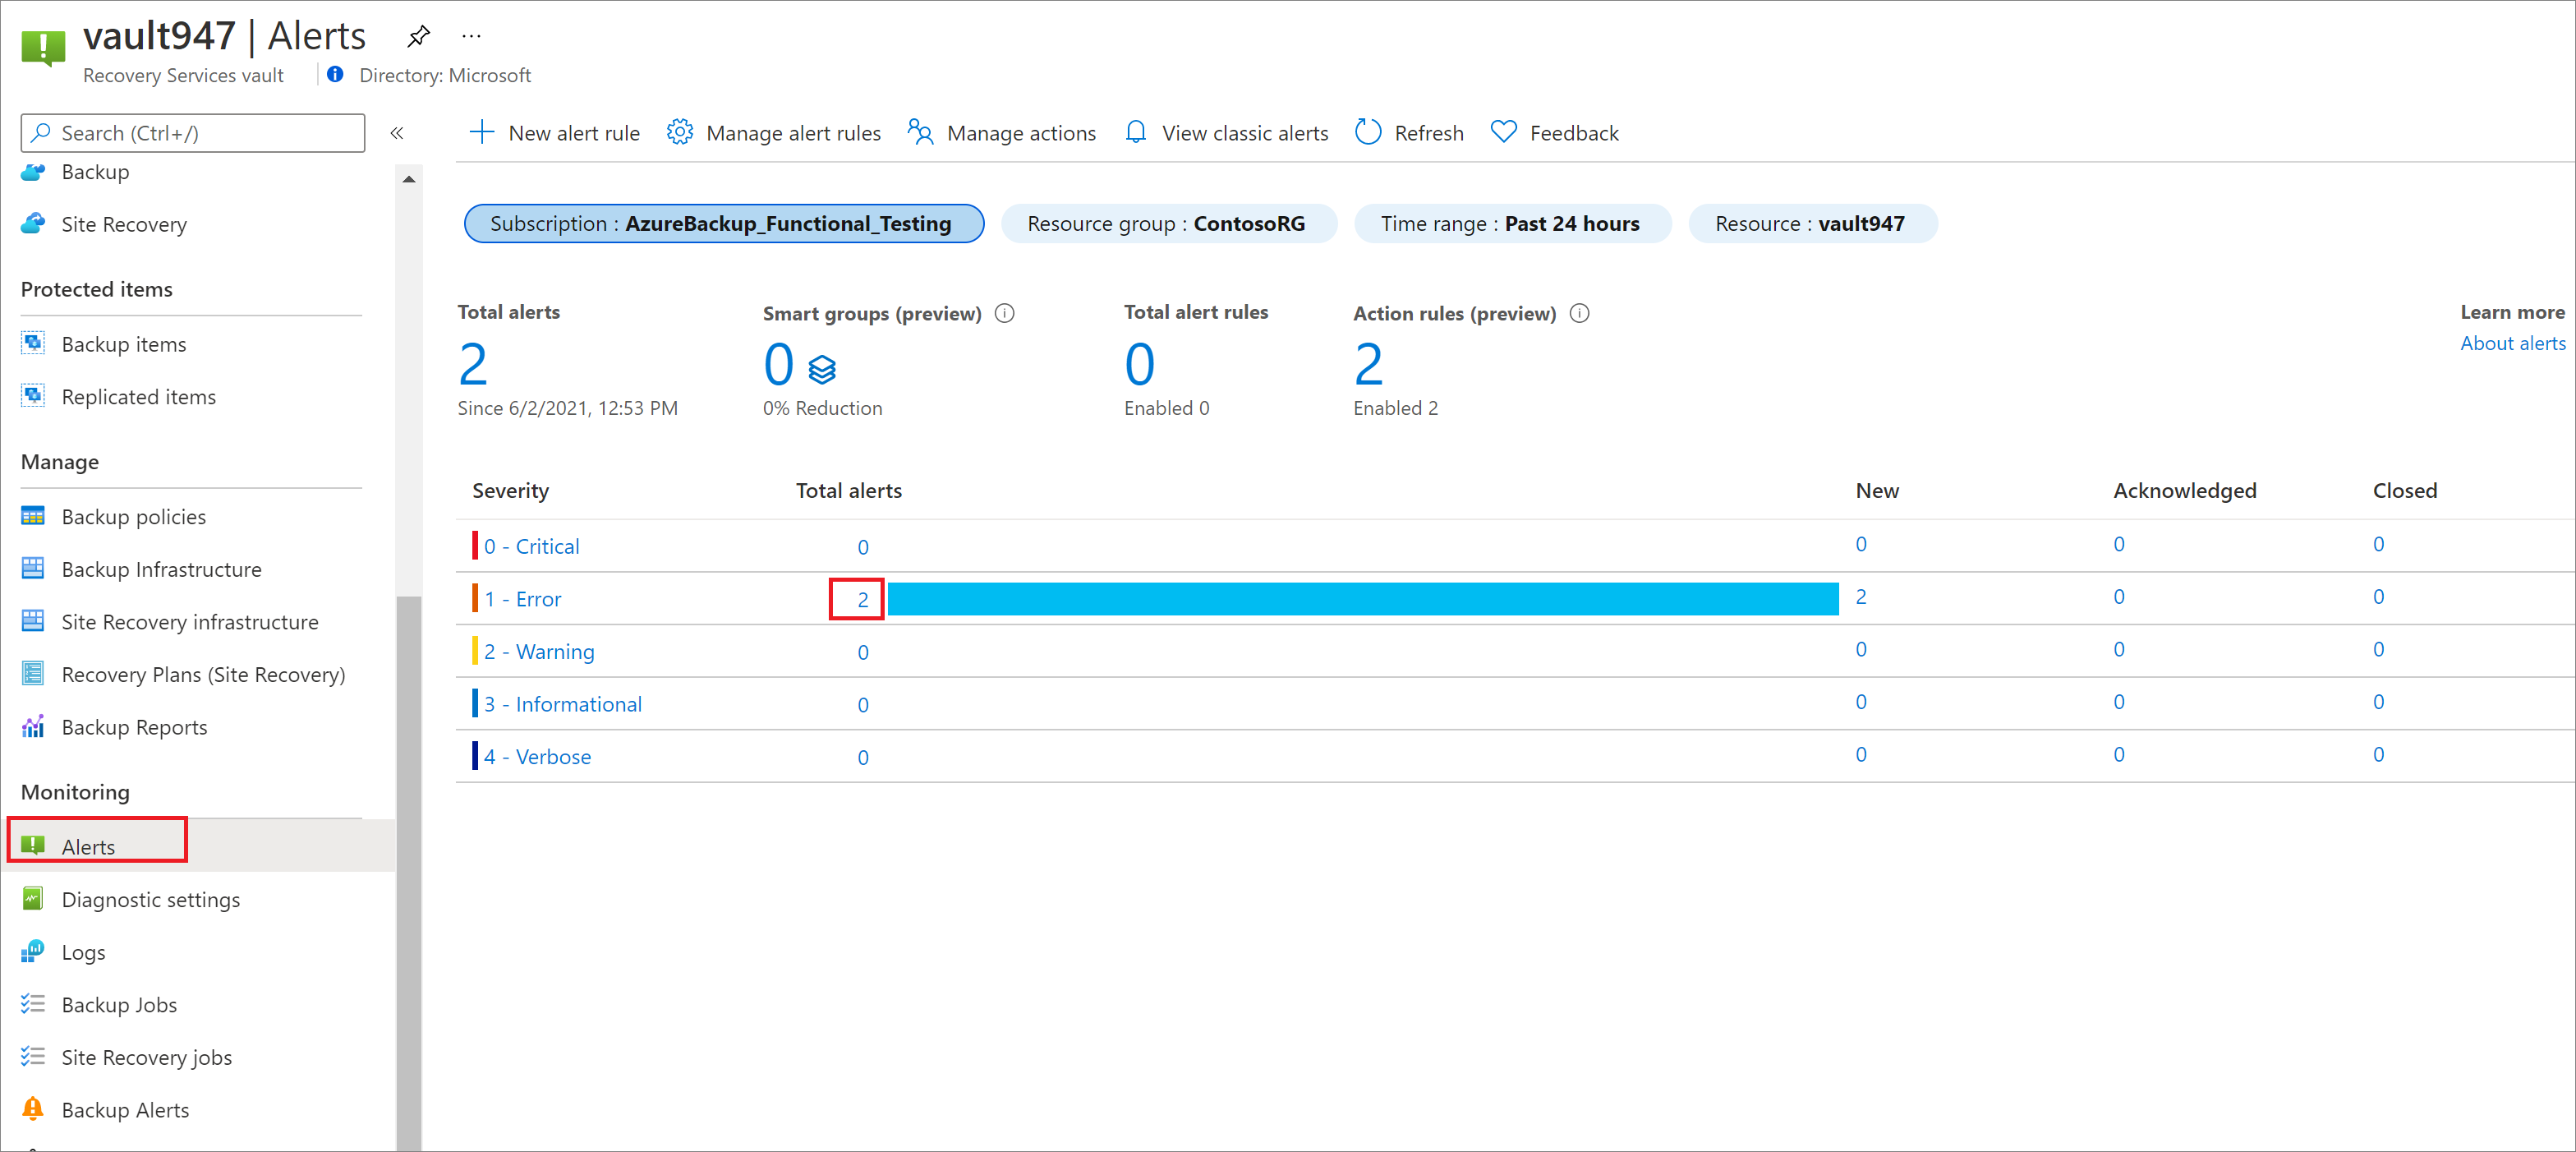 vault947 | Alerts ...
Recovery Services vault Directory: Microsoft
Search (Ctrl+/) «
Backup
Site Recovery
Protected items
Backup items
Replicated items
Manage
Backup policies
Backup Infrastructure
Site Recovery infrastructure
Recovery Plans (Site Recovery)
Backup Reports
Monitoring
Alerts
Diagnostic settings
Logs
Backup Jobs
Site Recovery jobs
Backup Alerts
New alert rule Manage alert rules Manage actions View classic alerts Refresh Feedback
Subscription : AzureBackup_Functional_Testing Resource group : ContosoRG Time range : Past 24 hours Resource : vault947
Total alerts Smart groups (preview) Total alert rules Action rules (preview) Learn more
2 0 0 2 About alerts
Since 6/2/2021, 12:53 PM 0% Reduction Enabled 0 Enabled 2
Severity Total alerts New Acknowledged Closed
0 - Critical 0 0 0 0
1 - Error 2 2 0 0
2 - Warning 0 0 0 0
3 - Informational 0 0 0 0
4 - Verbose 0 0 0 0